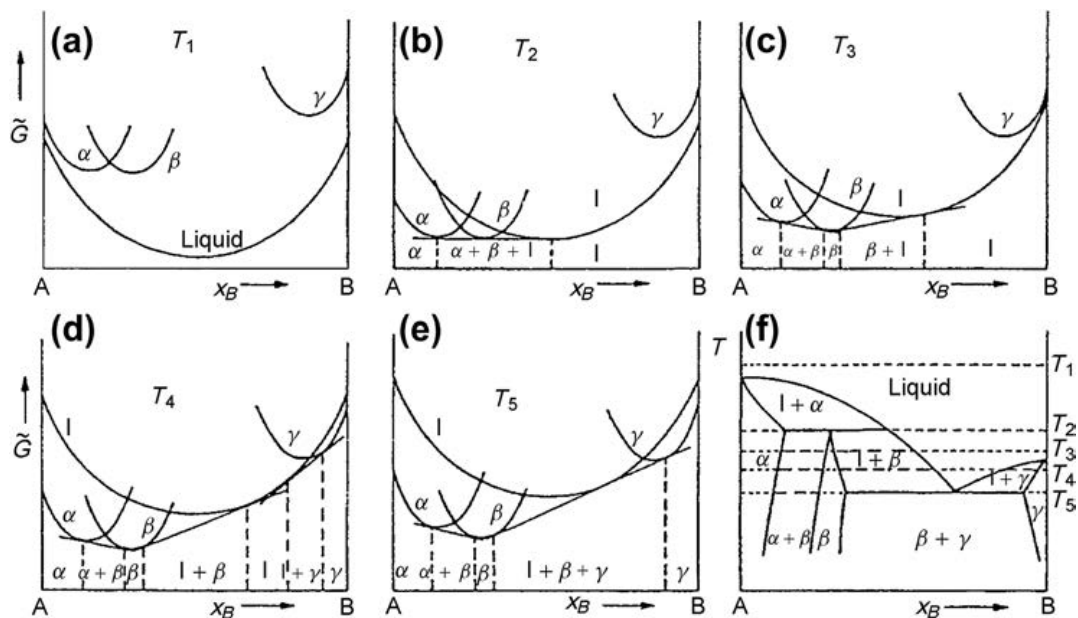 (a) T1
G̃
α β γ
Liquid
A xB B
(b) T2
α β γ l
α α + β + l l
A xB B
(c) T3
α β γ l
α α + β β β + l l
A xB B
(d) T4
G̃
l α β γ
α α + β β l + β l l + γ γ
A xB B
(e) T5
l α β γ
α α + β β l + β + γ γ
A xB B
(f) T
T1
Liquid
l + α
T2
T3
α l + β
T4
l + γ
T5
γ
α + β β β + γ
A xB B